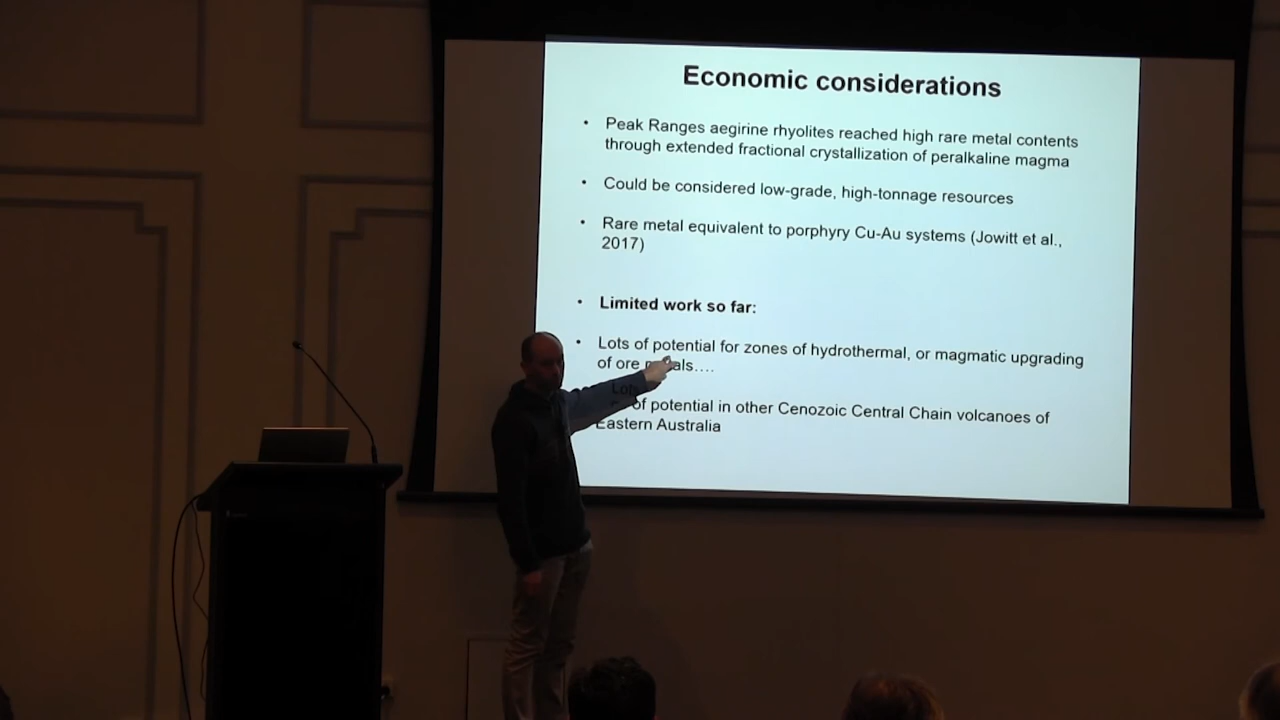 Economic considerations
• Peak Ranges aegirine rhyolites reached high rare metal contents
through extended fractional crystallization of peralkaline magma
• Could be considered low-grade, high-tonnage resources
• Rare metal equivalent to porphyry Cu-Au systems (Jowitt et al.,
2017)
• Limited work so far:
• Lots of potential for zones of hydrothermal, or magmatic upgrading
of ore als….
Lots
of potential in other Cenozoic Central Chain volcanoes of
Eastern Australia